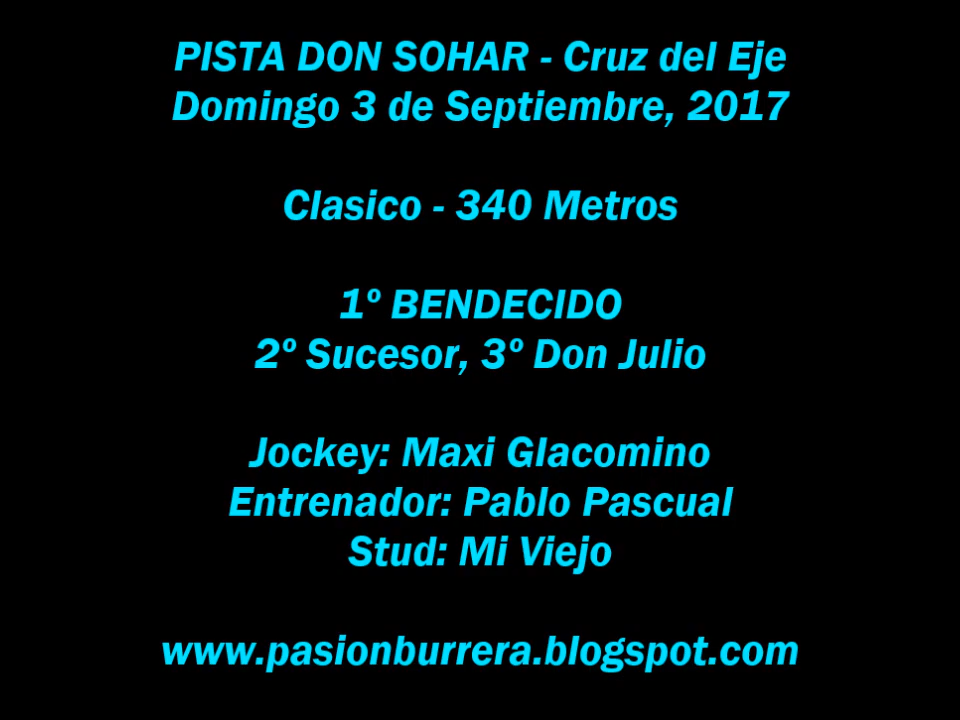 PISTA DON SOHAR - Cruz del Eje
Domingo 3 de Septiembre, 2017
Clasico - 340 Metros
1º BENDECIDO
2º Sucesor, 3º Don Julio
Jockey: Maxi GIacomino
Entrenador: Pablo Pascual
Stud: Mi Viejo
www.pasionburrera.blogspot.com